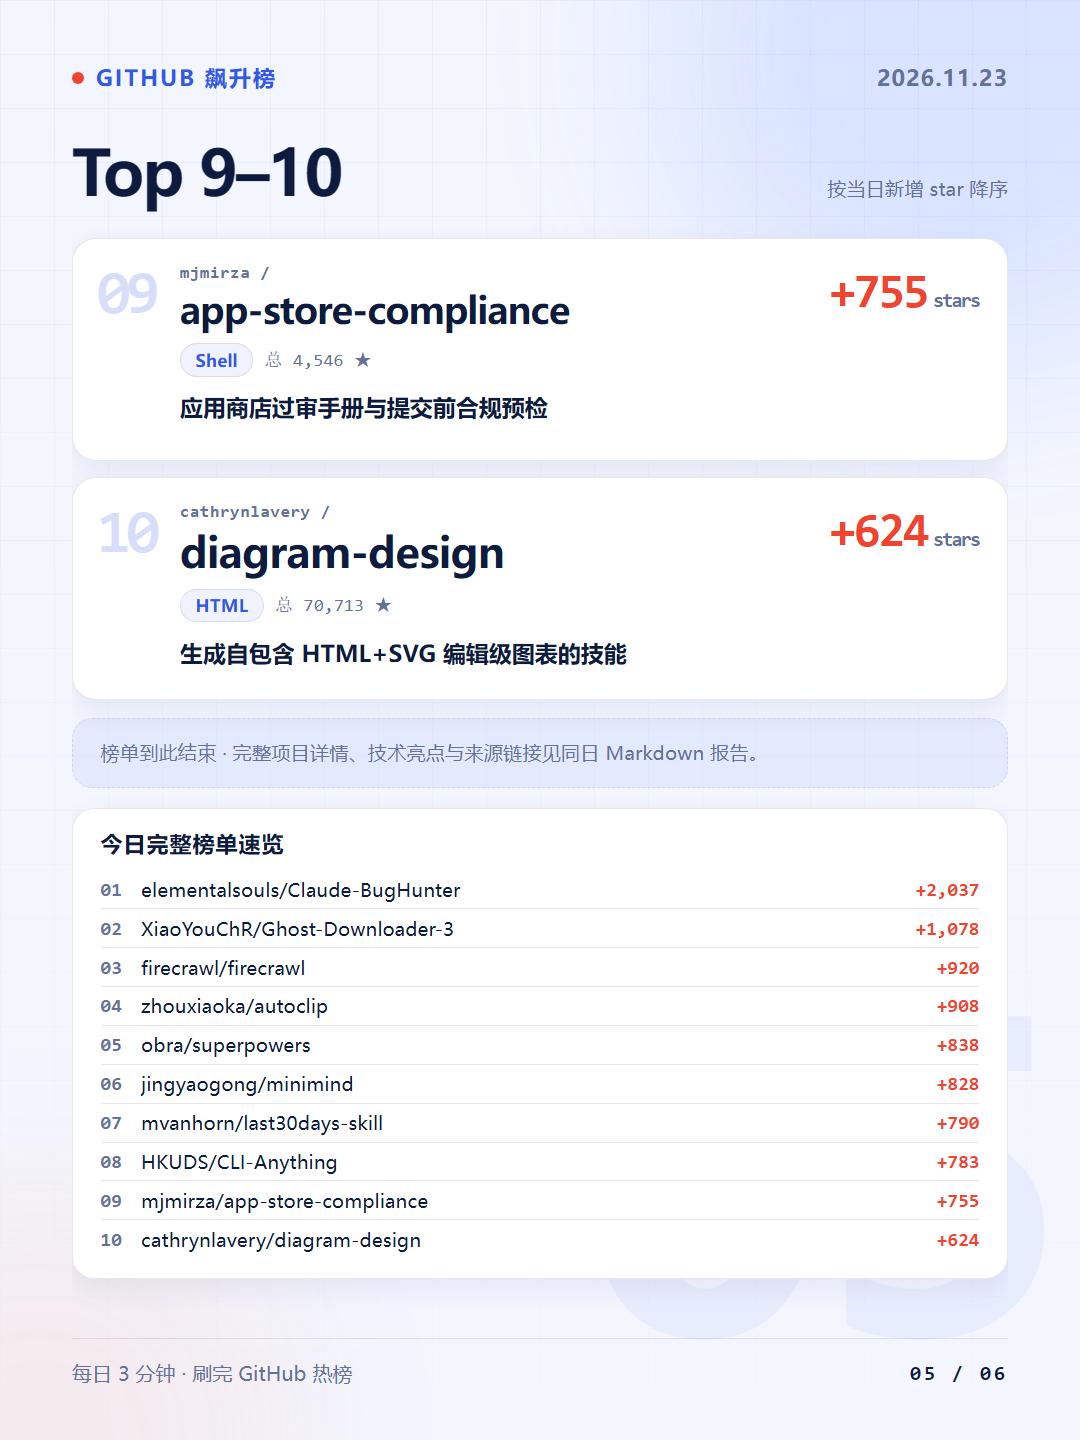 GITHUB 飙升榜
2026.11.23
Top 9–10
按当日新增 star 降序
09
mjmirza /
app-store-compliance
+755 stars
Shell 总 4,546 ★
应用商店过审手册与提交前合规预检
10
cathrynlavery /
diagram-design
+624 stars
HTML 总 70,713 ★
生成自包含 HTML+SVG 编辑级图表的技能
榜单到此结束 · 完整项目详情、技术亮点与来源链接见同日 Markdown 报告。
今日完整榜单速览
01 elementalsouls/Claude-BugHunter +2,037
02 XiaoYouChR/Ghost-Downloader-3 +1,078
03 firecrawl/firecrawl +920
04 zhouxiaoka/autoclip +908
05 obra/superpowers +838
06 jingyaogong/minimind +828
07 mvanhorn/last30days-skill +790
08 HKUDS/CLI-Anything +783
09 mjmirza/app-store-compliance +755
10 cathrynlavery/diagram-design +624
05
每日 3 分钟 · 刷完 GitHub 热榜
05 / 06